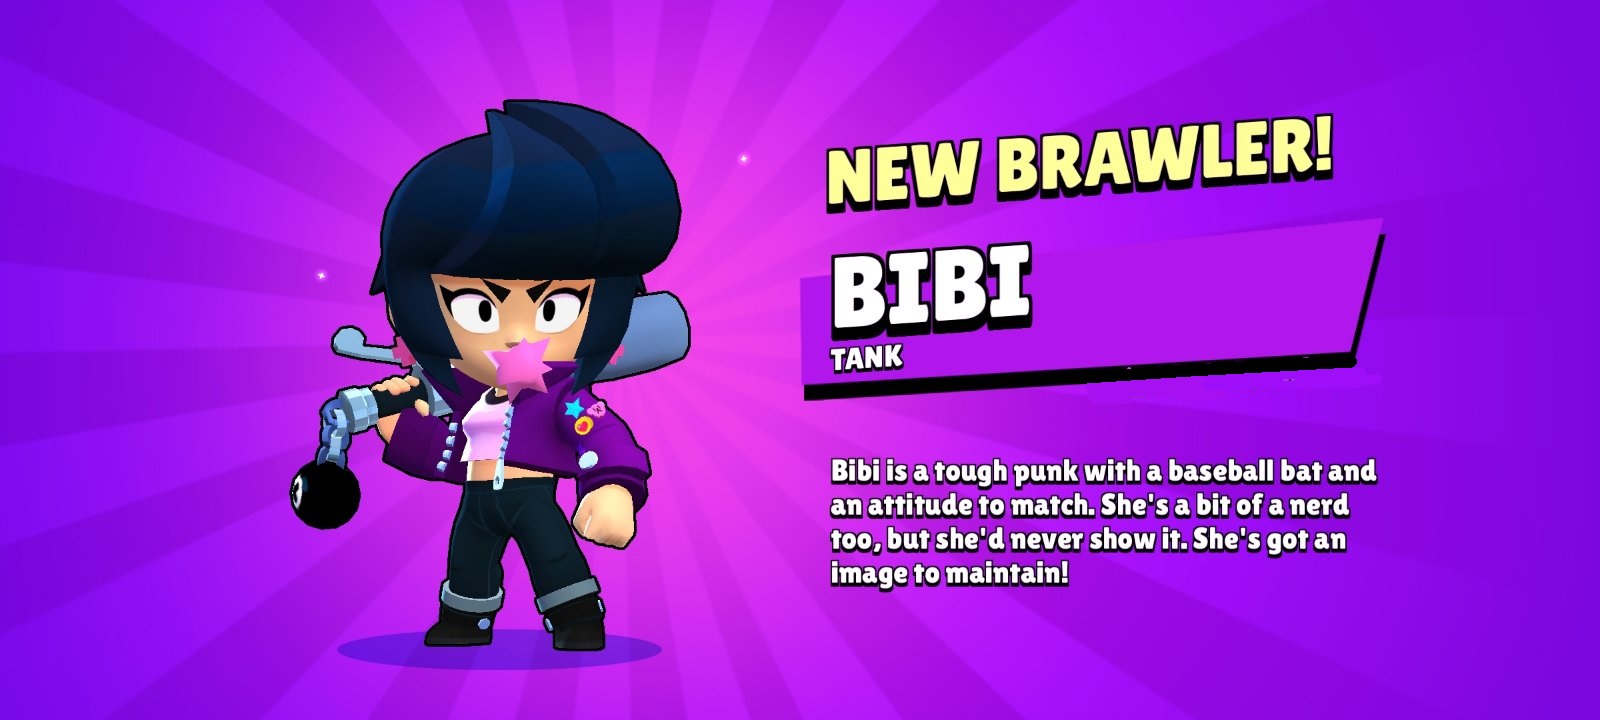 NEW BRAWLER!
BIBI
TANK
Bibi is a tough punk with a baseball bat and
an attitude to match. She's a bit of a nerd
too, but she'd never show it. She's got an
image to maintain!